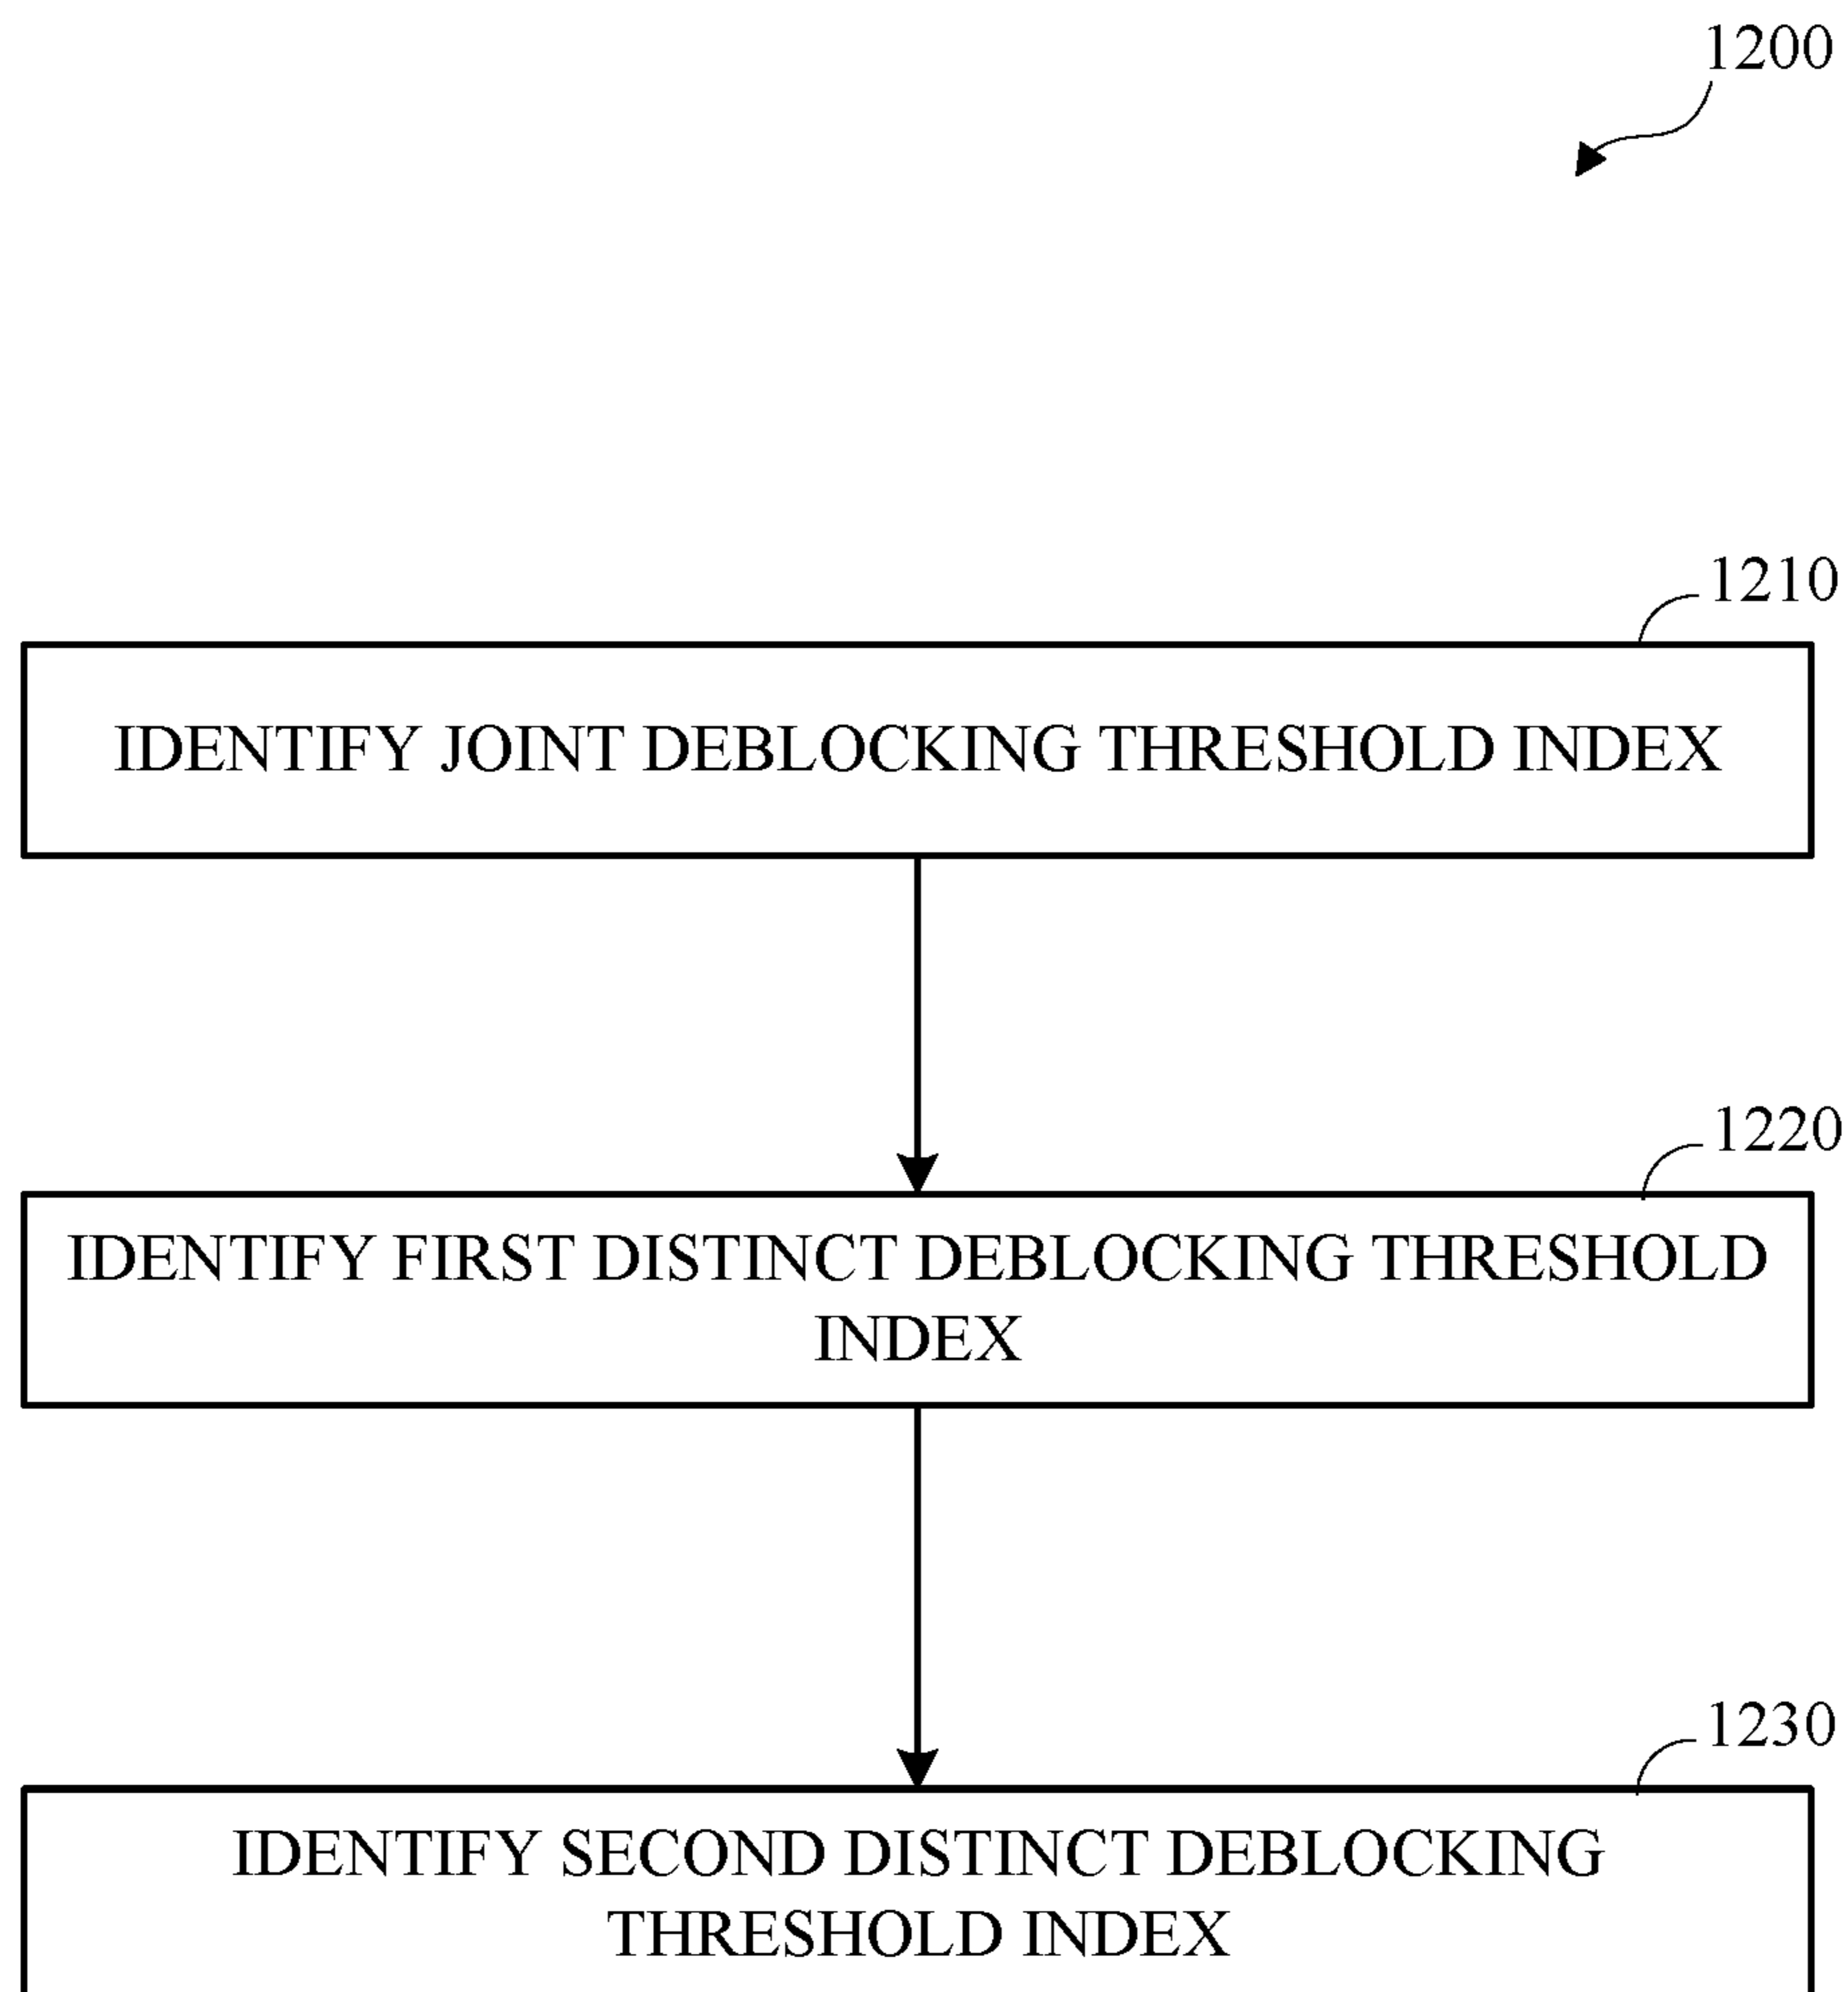 1200
1210
IDENTIFY JOINT DEBLOCKING THRESHOLD INDEX
1220
IDENTIFY FIRST DISTINCT DEBLOCKING THRESHOLD
INDEX
1230
IDENTIFY SECOND DISTINCT DEBLOCKING
THRESHOLD INDEX